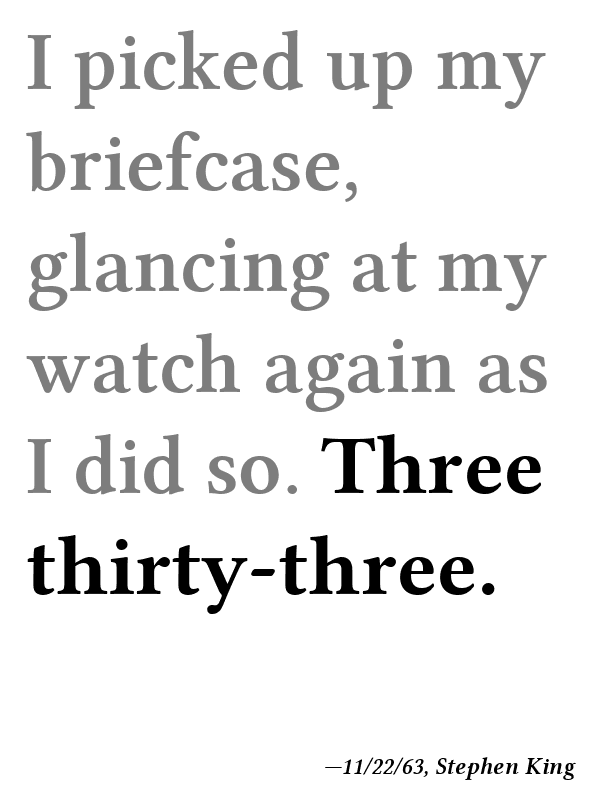 I picked up my
briefcase,
glancing at my
watch again as
I did so. Three
thirty-three.
—11/22/63, Stephen King